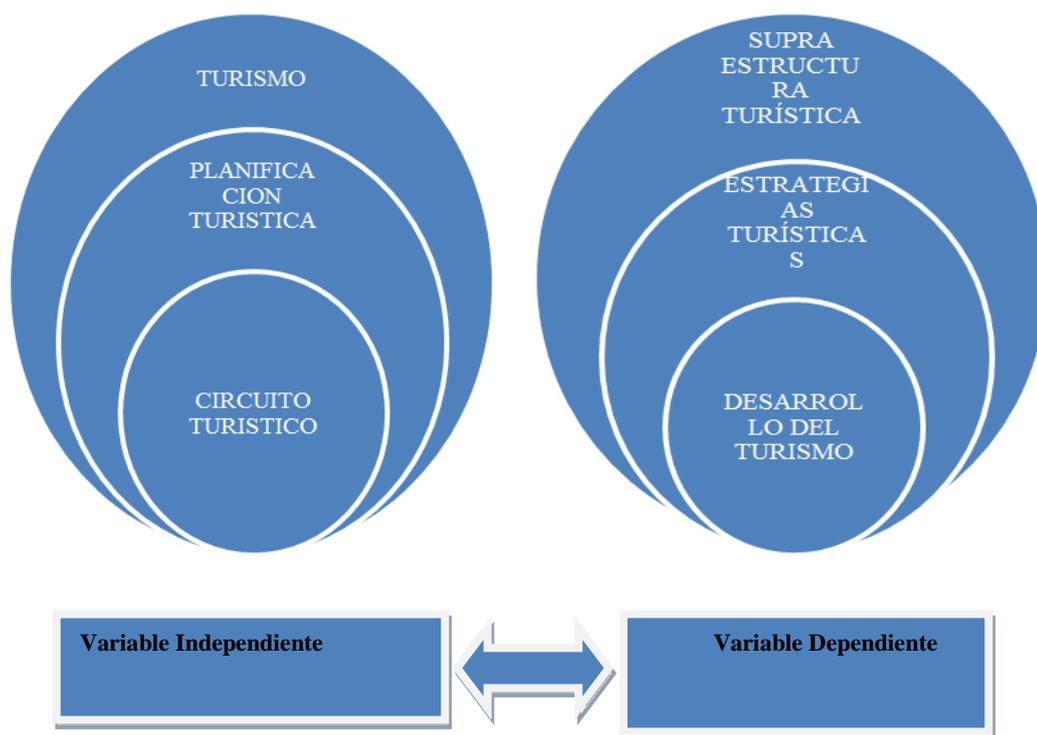 TURISMO
PLANIFICA
CION
TURISTICA
CIRCUITO
TURISTICO
SUPRA
ESTRUCTU
RA
TURÍSTICA
ESTRATEGI
AS
TURÍSTICA
S
DESARROL
LO DEL
TURISMO
Variable Independiente
Variable Dependiente